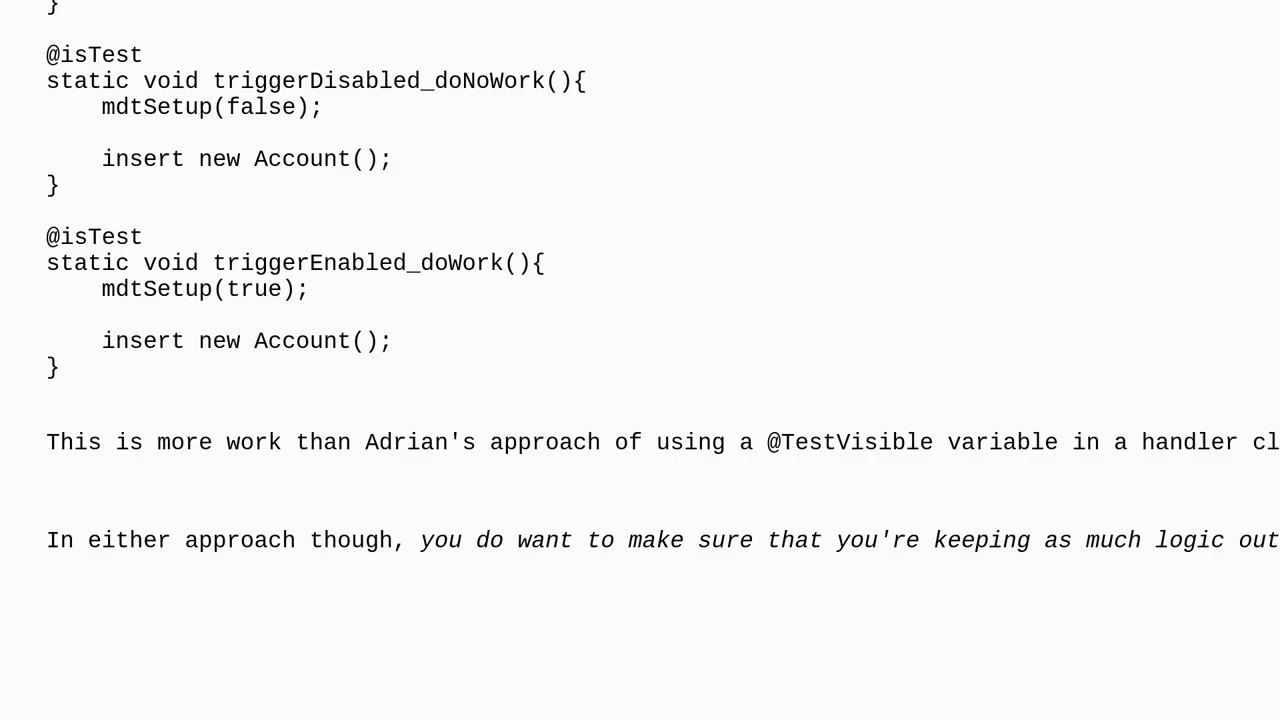 }
@isTest
static void triggerDisabled_doNoWork(){
    mdtSetup(false);
    insert new Account();
}
@isTest
static void triggerEnabled_doWork(){
    mdtSetup(true);
    insert new Account();
}
This is more work than Adrian's approach of using a @TestVisible variable in a handler cl
In either approach though, you do want to make sure that you're keeping as much logic out